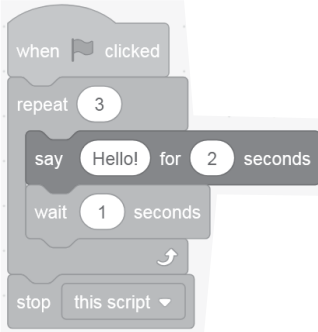 when clicked
repeat 3
say Hello! for 2 seconds
wait 1 seconds
stop this script